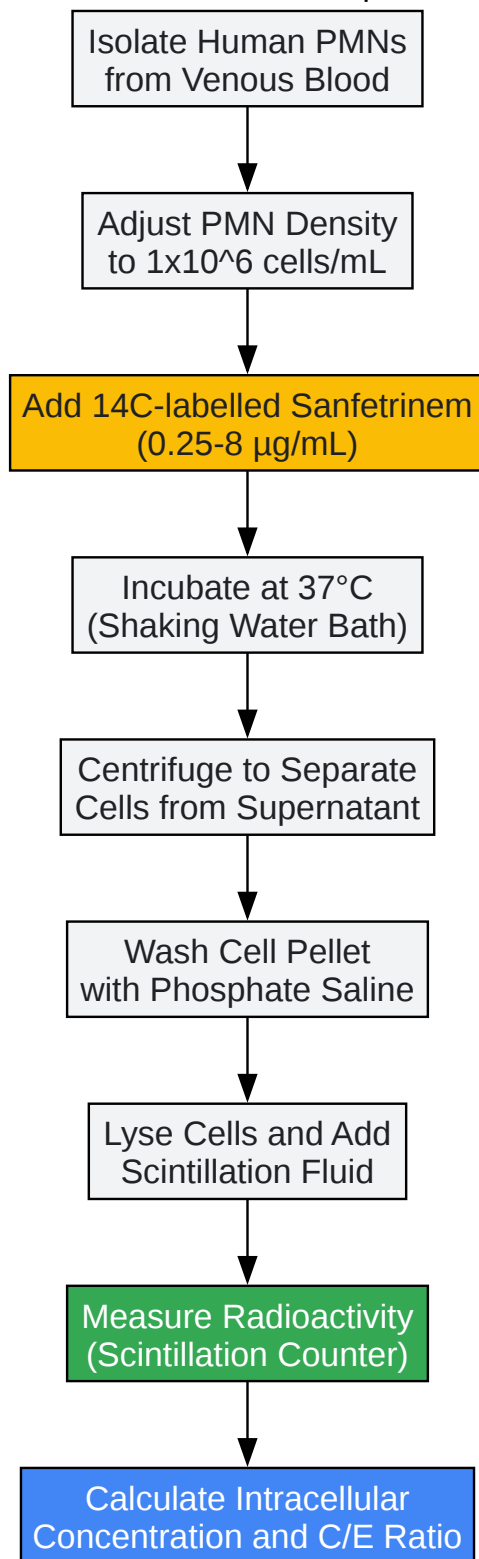 Isolate Human PMNs
from Venous Blood
Adjust PMN Density
to 1x10^6 cells/mL
Add 14C-labelled Sanfetrinem
(0.25-8 µg/mL)
Incubate at 37°C
(Shaking Water Bath)
Centrifuge to Separate
Cells from Supernatant
Wash Cell Pellet
with Phosphate Saline
Lyse Cells and Add
Scintillation Fluid
Measure Radioactivity
(Scintillation Counter)
Calculate Intracellular
Concentration and C/E Ratio